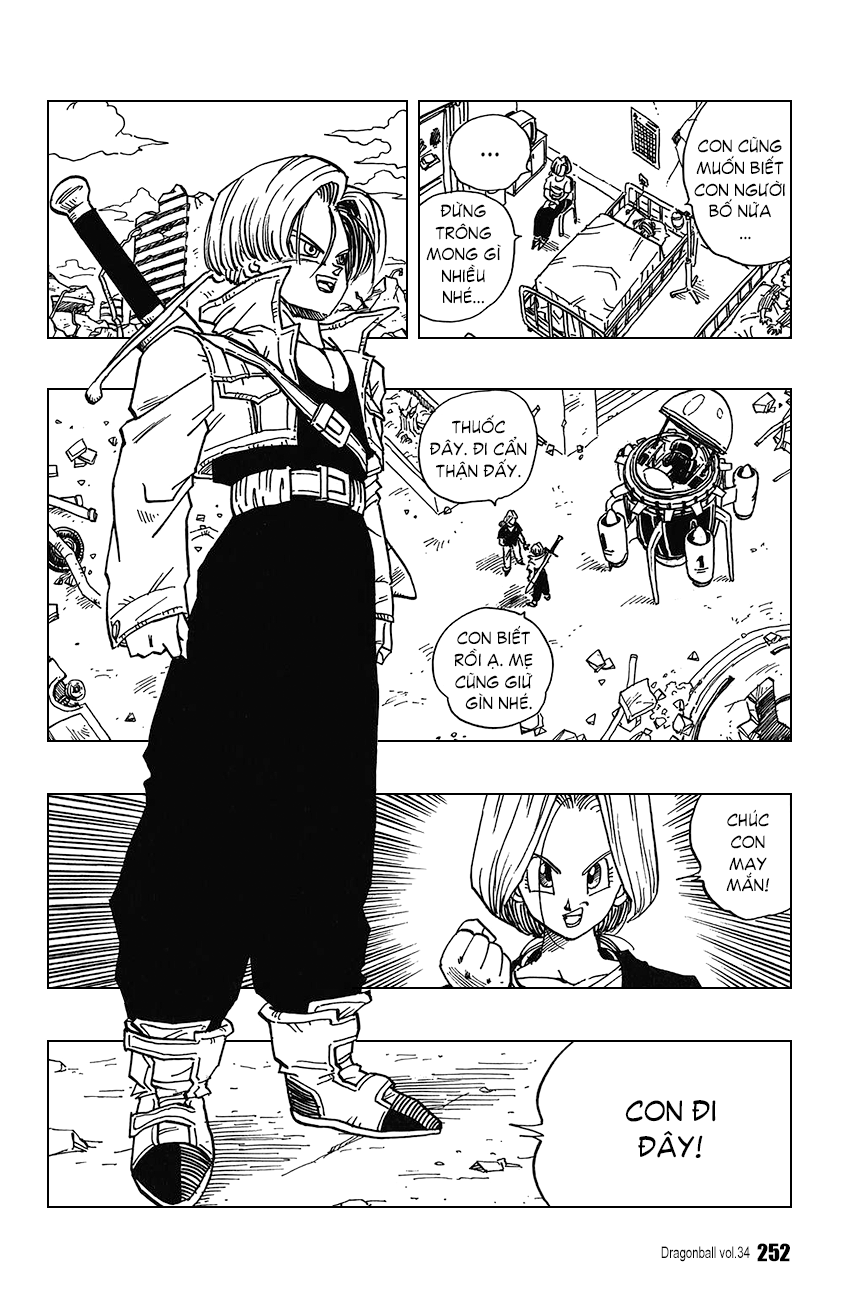 CON CŨNG
MUỐN BIẾT
CON NGƯỜI
BỐ NỮA
...
...
ĐỪNG
TRÔNG
MONG GÌ
NHIỀU
NHÉ...
THUỐC
ĐÂY. ĐI CẨN
THẬN ĐẤY.
1
1
CON BIẾT
RỒI Ạ. MẸ
CŨNG GIỮ
GÌN NHÉ.
CHÚC
CON
MAY
MẮN!
CON ĐI
ĐÂY!
Dragonball vol.34 252